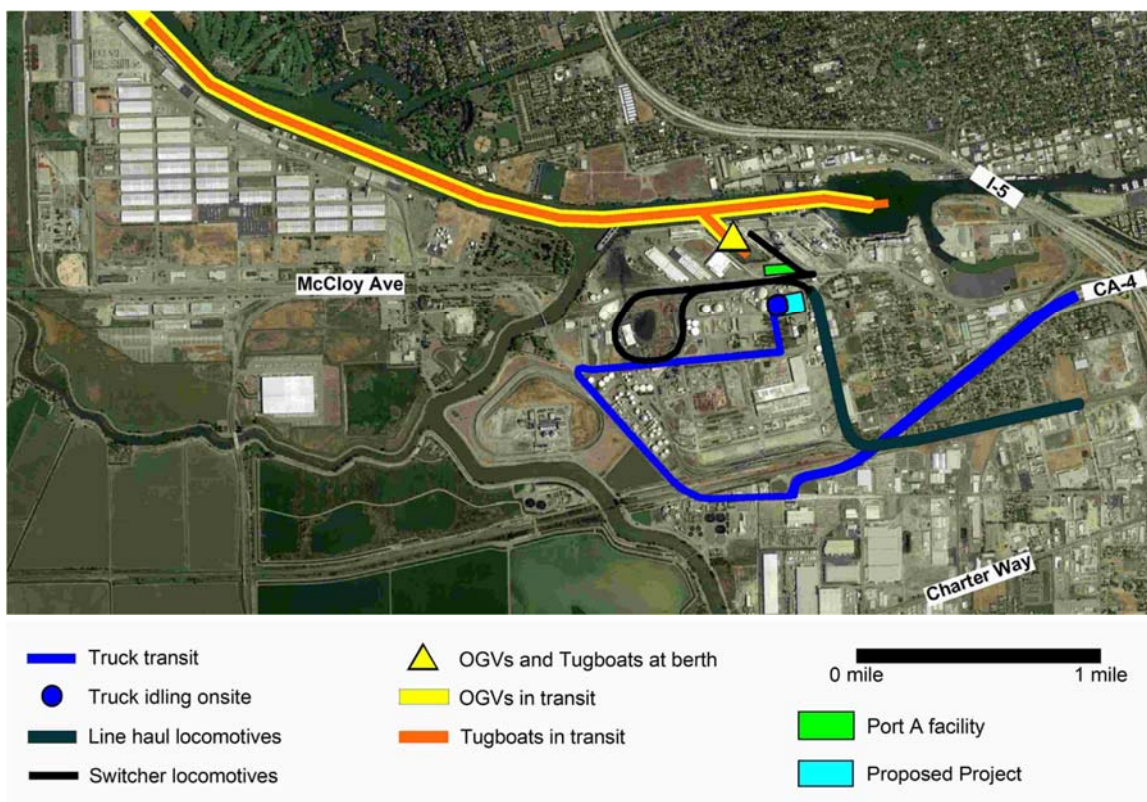 I-5
McCloy Ave
CA-4
Charter Way
Truck transit
Truck idling onsite
Line haul locomotives
Switcher locomotives
OGVs and Tugboats at berth
OGVs in transit
Tugboats in transit
0 mile 1 mile
Port A facility
Proposed Project